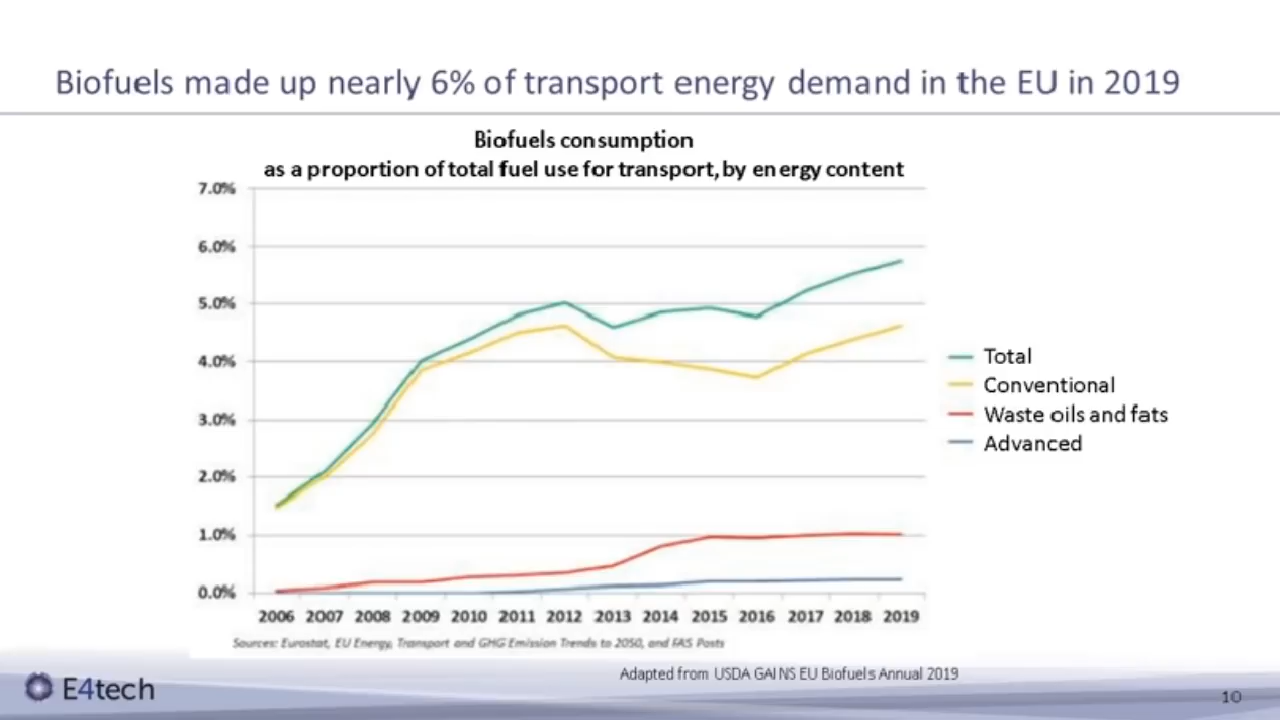 Biofuels made up nearly 6% of transport energy demand in the EU in 2019
Biofuels consumption
as a proportion of total fuel use for transport, by energy content
7.0%
6.0%
5.0%
4.0%
3.0%
2.0%
1.0%
0.0%
2006 2007 2008 2009 2010 2011 2012 2013 2014 2015 2016 2017 2018 2019
Total
Conventional
Waste oils and fats
Advanced
Sources: Eurostat, EU Energy, Transport and GHG Emission Trends to 2050, and FAS Posts
Adapted from USDA GAINS EU Biofuels Annual 2019
E4tech
10